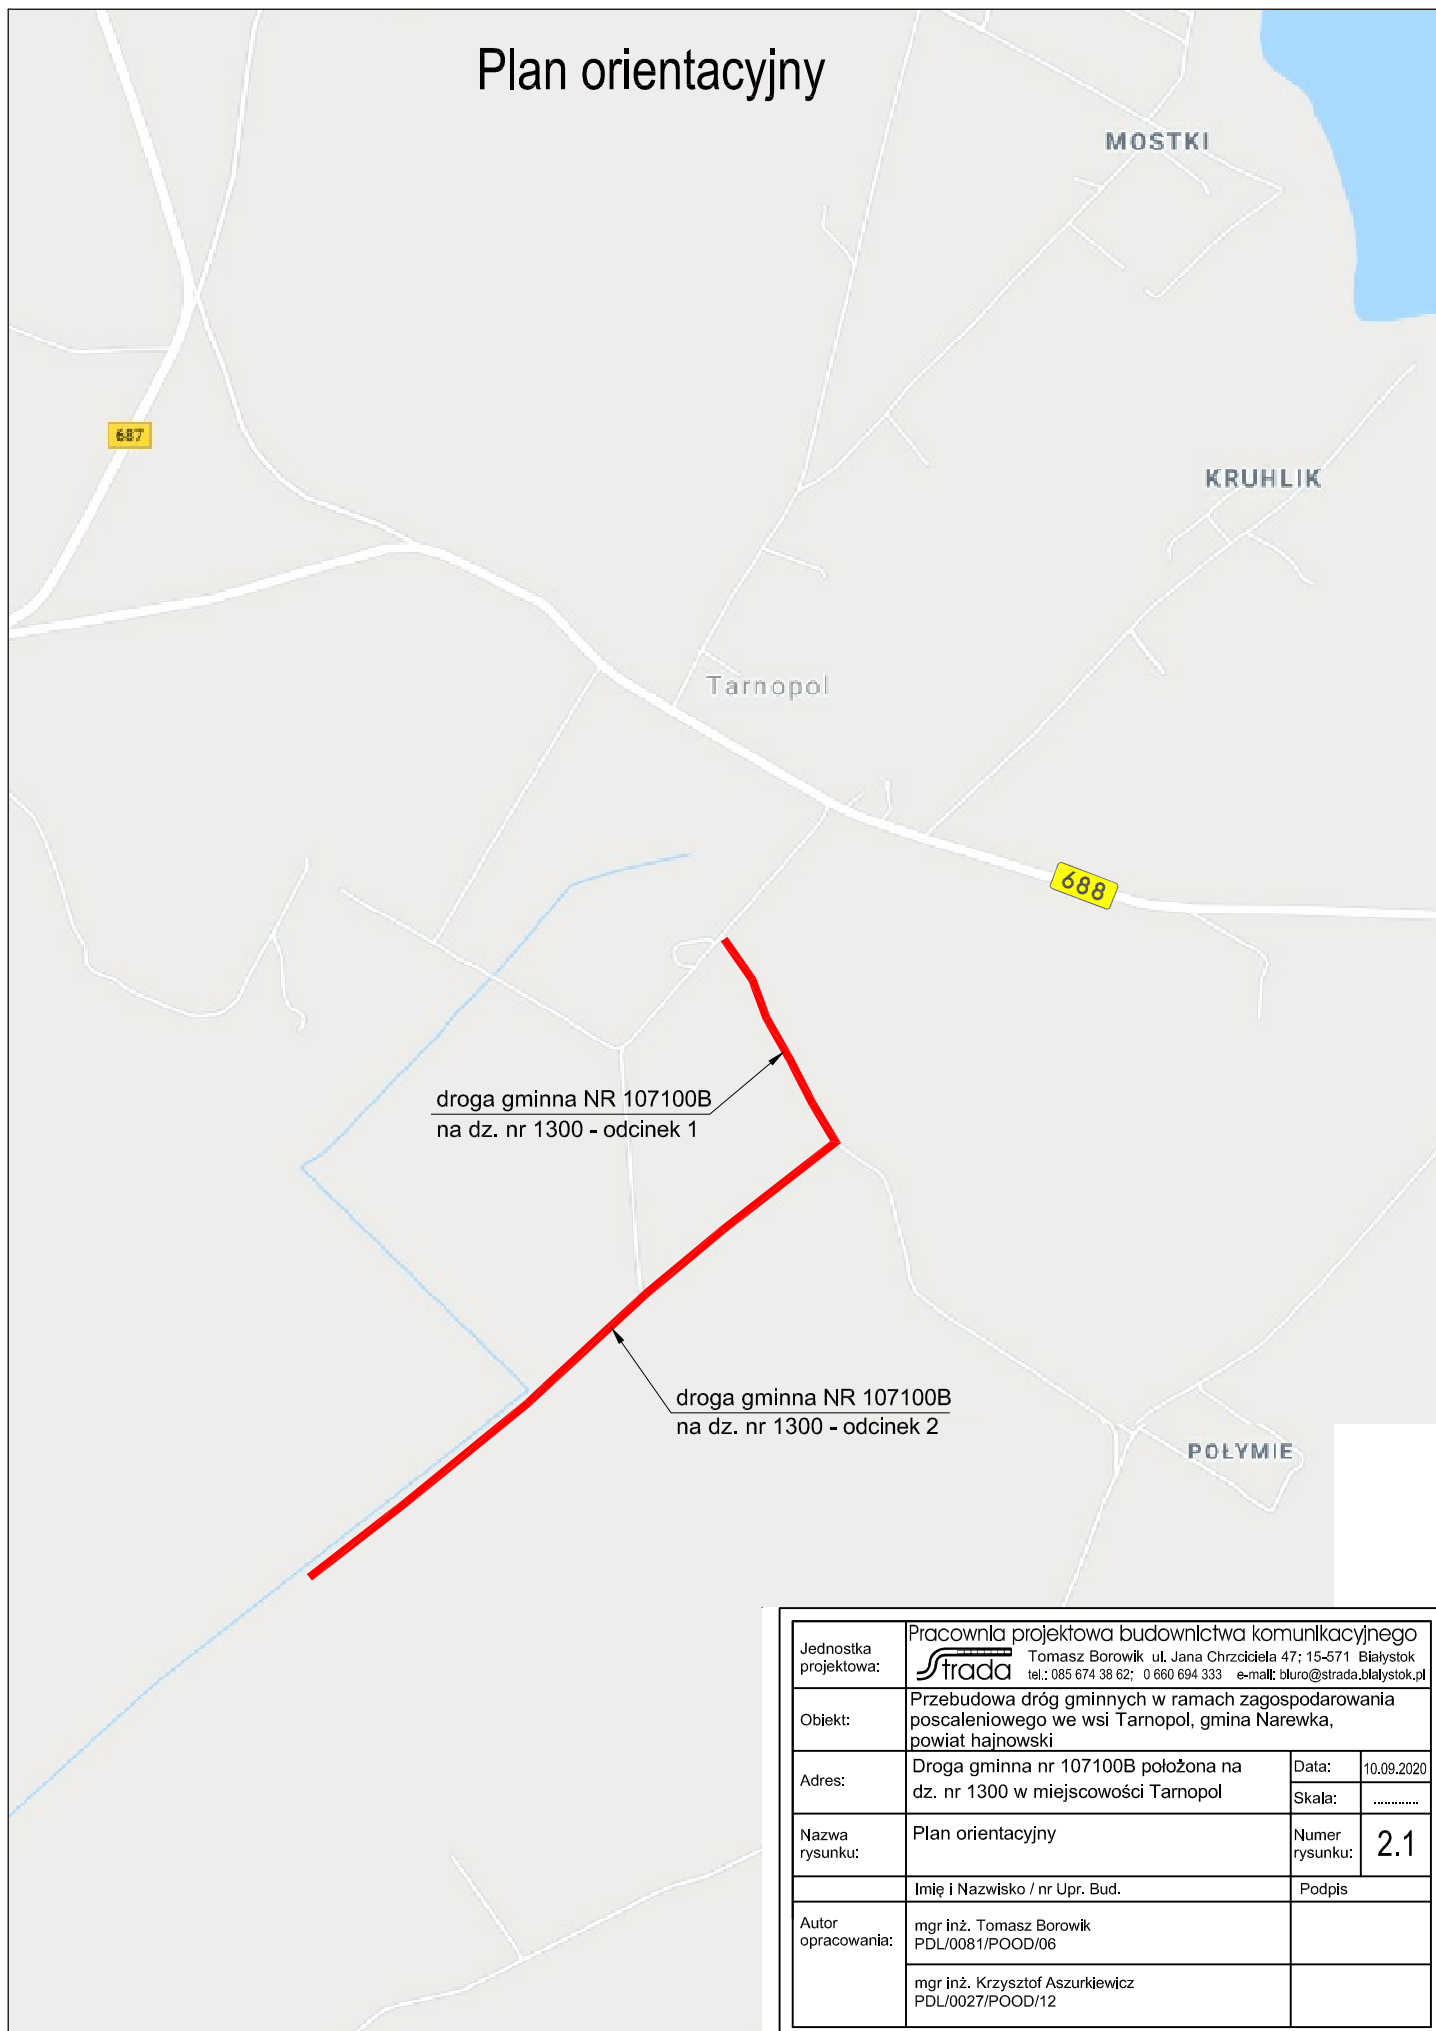 Plan orientacyjny
MOSTKI
687
KRUHLIK
Tarnopol
688
droga gminna NR 107100B
na dz. nr 1300 - odcinek 1
droga gminna NR 107100B
na dz. nr 1300 - odcinek 2
POŁYMIE
Jednostka
projektowa:
Pracownia projektowa budownictwa komunikacyjnego
Strada
Tomasz Borowik ul. Jana Chrzciciela 47; 15-571 Białystok
tel.: 085 674 38 62; 0 660 694 333 e-mail: biuro@strada.bialystok.pl
Obiekt:
Przebudowa dróg gminnych w ramach zagospodarowania
poscaleniowego we wsi Tarnopol, gmina Narewka,
powiat hajnowski
Adres:
Droga gminna nr 107100B położona na
dz. nr 1300 w miejscowości Tarnopol
Data:
10.09.2020
Skala:
.............
Nazwa
rysunku:
Plan orientacyjny
Numer
rysunku:
2.1
Imię i Nazwisko / nr Upr. Bud.
Podpis
Autor
opracowania:
mgr inż. Tomasz Borowik
PDL/0081/POOD/06
mgr inż. Krzysztof Aszurkiewicz
PDL/0027/POOD/12